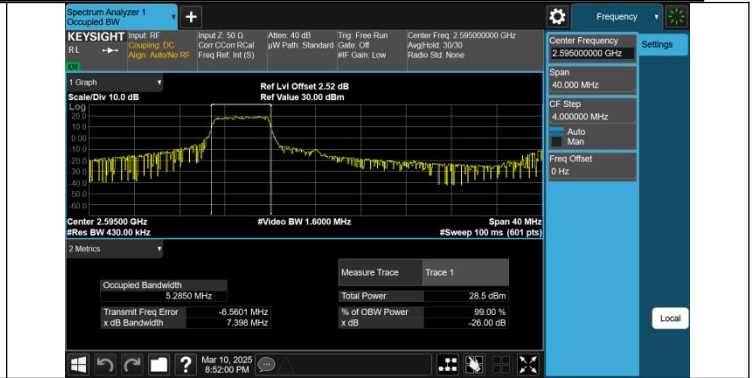 Spectrum Analyzer 1
Occupied BW
+
Frequency
KEYSIGHT
RL
Input: RF
Coupling: DC
Align: Auto/No RF
Input Z: 50 Ω
Corr CCorr RCal
Freq Ref: Int (S)
Atten: 40 dB
µW Path: Standard
Trig: Free Run
Gate: Off
#IF Gain: Low
Center Freq: 2.595000000 GHz
Avg|Hold: 30/30
Radio Std: None
1 Graph
Scale/Div 10.0 dB
Ref Lvl Offset 2.52 dB
Ref Value 30.00 dBm
Log
20.0
10.0
0.00
-10.0
-20.0
-30.0
-40.0
-50.0
-60.0
Center 2.59500 GHz
#Res BW 430.00 kHz
#Video BW 1.6000 MHz
Span 40 MHz
#Sweep 100 ms (601 pts)
2 Metrics
Measure Trace
Trace 1
Occupied Bandwidth
5.2850 MHz
Total Power
28.5 dBm
Transmit Freq Error
-6.5601 MHz
% of OBW Power
99.00 %
x dB Bandwidth
7.398 MHz
x dB
-26.00 dB
Center Frequency
2.595000000 GHz
Settings
Span
40.000 MHz
CF Step
4.000000 MHz
Auto
Man
Freq Offset
0 Hz
Local
?
Mar 10, 2025
8:52:00 PM